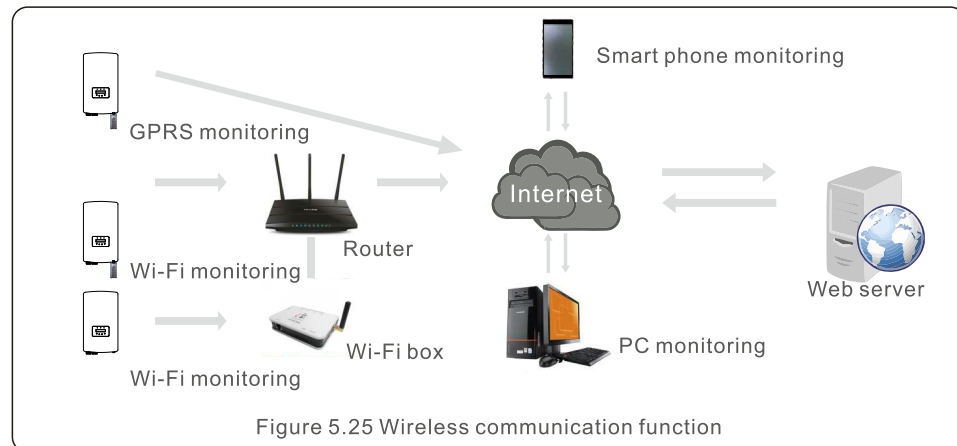 Smart phone monitoring
GPRS monitoring
Internet
Router
Wi-Fi monitoring
Web server
Wi-Fi box
PC monitoring
Wi-Fi monitoring
Figure 5.25 Wireless communication function